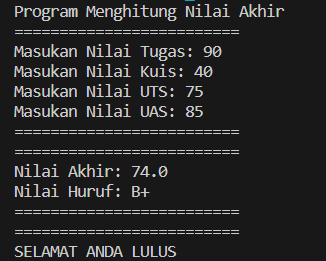 Program Menghitung Nilai Akhir
=========================
Masukan Nilai Tugas: 90
Masukan Nilai Kuis: 40
Masukan Nilai UTS: 75
Masukan Nilai UAS: 85
=========================
=========================
Nilai Akhir: 74.0
Nilai Huruf: B+
=========================
=========================
SELAMAT ANDA LULUS